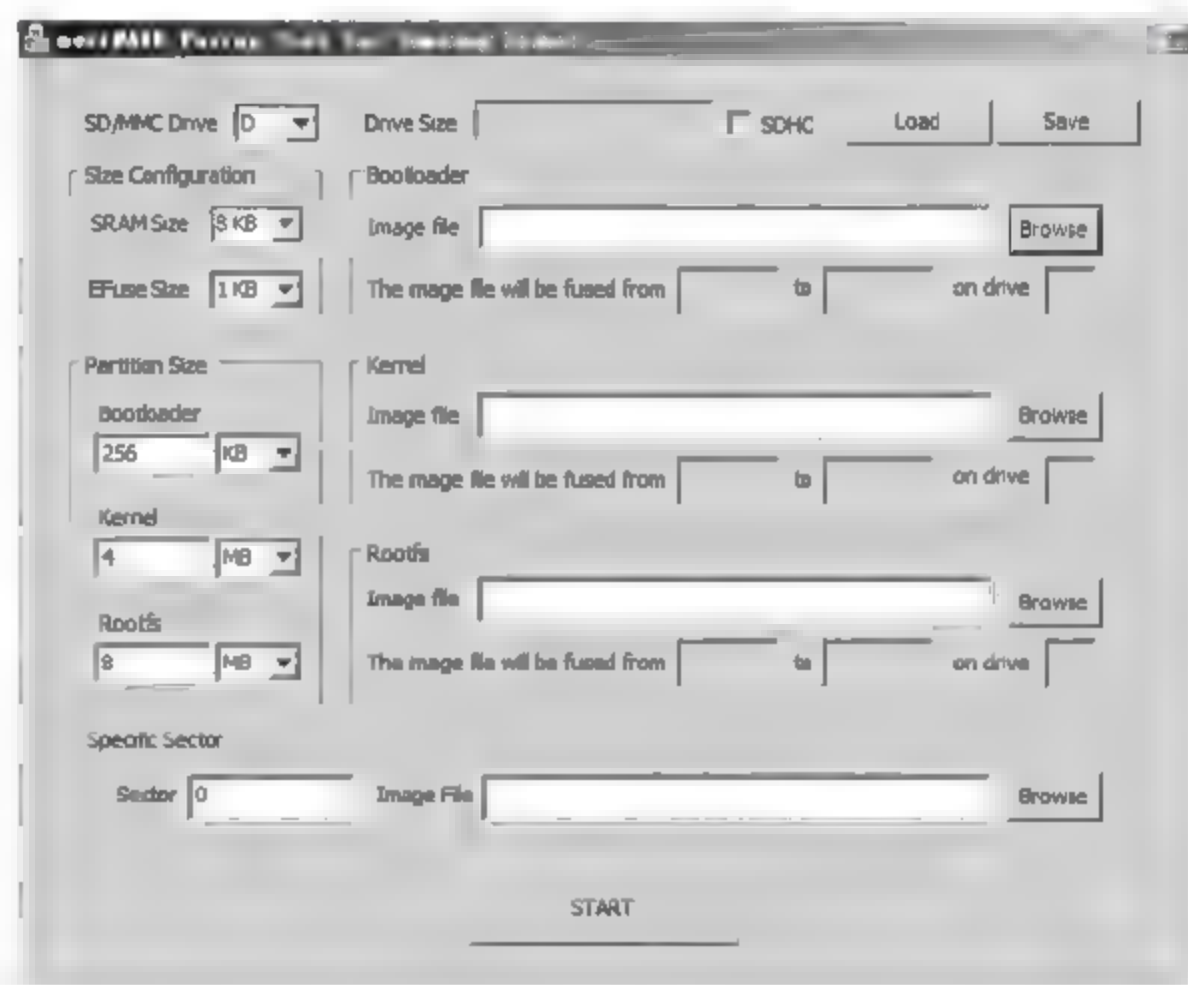 SD/MMC Drive D Drive Size SDHC Load Save
Size Configuration
SRAM Size 8 KB
EFuse Size 1 KB
Bootloader
Image file Browse
The image file will be fused from to on drive
Partition Size
Bootloader
256 KB
Kernel
4 MB
Rootfs
8 MB
Kernel
Image file Browse
The image file will be fused from to on drive
Rootfs
Image file Browse
The image file will be fused from to on drive
Specific Sector
Sector 0 Image File Browse
START